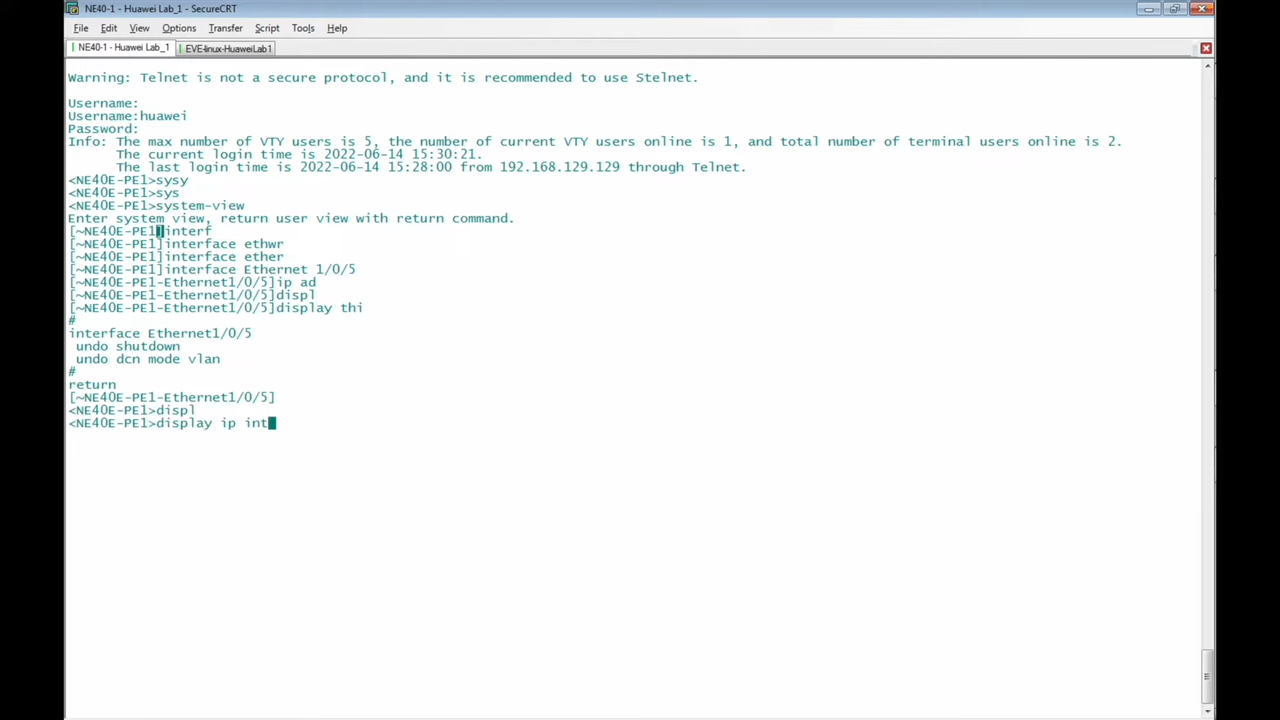 NE40-1 - Huawei Lab_1 - SecureCRT
File Edit View Options Transfer Script Tools Help
NE40-1 - Huawei Lab_1 EVE-linux-HuaweiLab1
Warning: Telnet is not a secure protocol, and it is recommended to use Stelnet.
Username:
Username:huawei
Password:
Info: The max number of VTY users is 5, the number of current VTY users online is 1, and total number of terminal users online is 2.
The current login time is 2022-06-14 15:30:21.
The last login time is 2022-06-14 15:28:00 from 192.168.129.129 through Telnet.
<NE40E-PE1>sysy
<NE40E-PE1>sys
<NE40E-PE1>system-view
Enter system view, return user view with return command.
[~NE40E-PE1]interf
[~NE40E-PE1]interface ethwr
[~NE40E-PE1]interface ether
[~NE40E-PE1]interface Ethernet 1/0/5
[~NE40E-PE1-Ethernet1/0/5]ip ad
[~NE40E-PE1-Ethernet1/0/5]displ
[~NE40E-PE1-Ethernet1/0/5]display thi
#
interface Ethernet1/0/5
undo shutdown
undo dcn mode vlan
#
return
[~NE40E-PE1-Ethernet1/0/5]
<NE40E-PE1>displ
<NE40E-PE1>display ip int